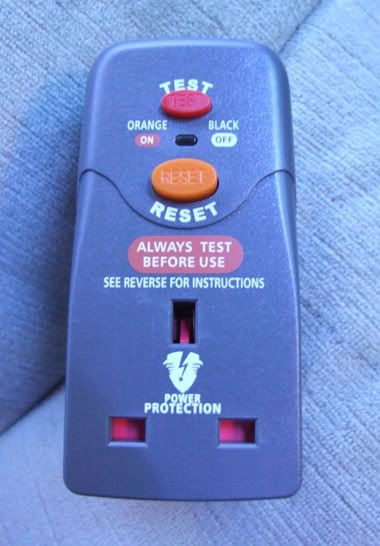 TEST
TEST
ORANGE BLACK
ON OFF
RESET
RESET
ALWAYS TEST
BEFORE USE
SEE REVERSE FOR INSTRUCTIONS
POWER
PROTECTION